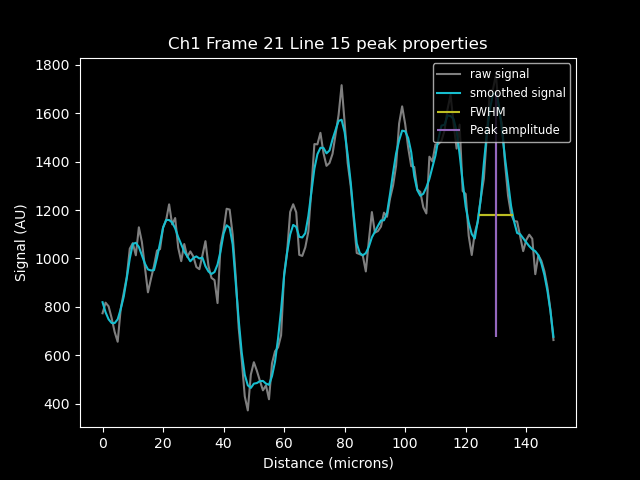 Ch1 Frame 21 Line 15 peak properties
raw signal
smoothed signal
FWHM
Peak amplitude
Signal (AU)
1800
1600
1400
1200
1000
800
600
400
0 20 40 60 80 100 120 140
Distance (microns)